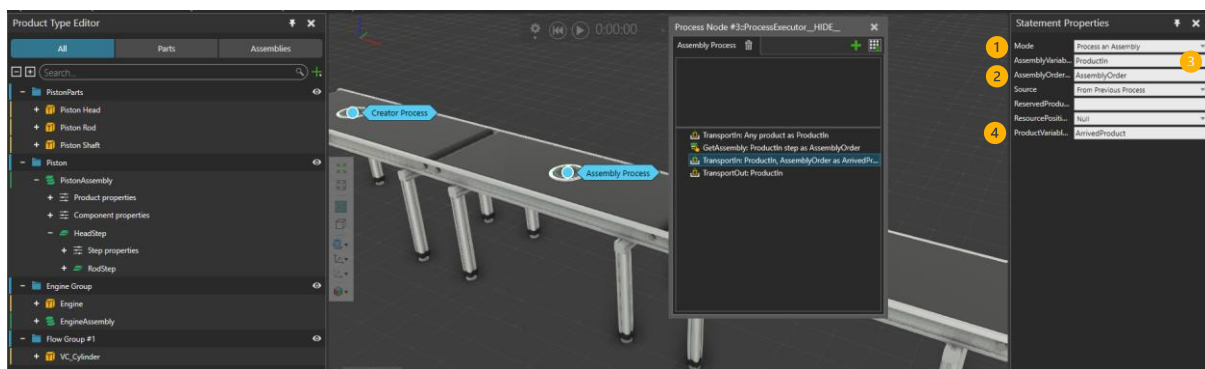 Product Type Editor
All
Parts
Assemblies
Search...
PistonParts
Piston Head
Piston Rod
Piston Shaft
Piston
PistonAssembly
Product properties
Component properties
HeadStep
Step properties
RodStep
Engine Group
Engine
EngineAssembly
Flow Group #1
VC_Cylinder
0:00:00
Creator Process
Assembly Process
Process Node #3::ProcessExecutor__HIDE__
Assembly Process
TransportIn: Any product as ProductIn
GetAssembly: ProductIn step as AssemblyOrder
TransportIn: ProductIn, AssemblyOrder as ArrivedPr...
TransportOut: ProductIn
Statement Properties
1 Mode Process an Assembly
AssemblyVariab... ProductIn 3
2 AssemblyOrder... AssemblyOrder
Source From Previous Process
ReservedProdu...
ResourcePositi... Null
4 ProductVariabl... ArrivedProduct